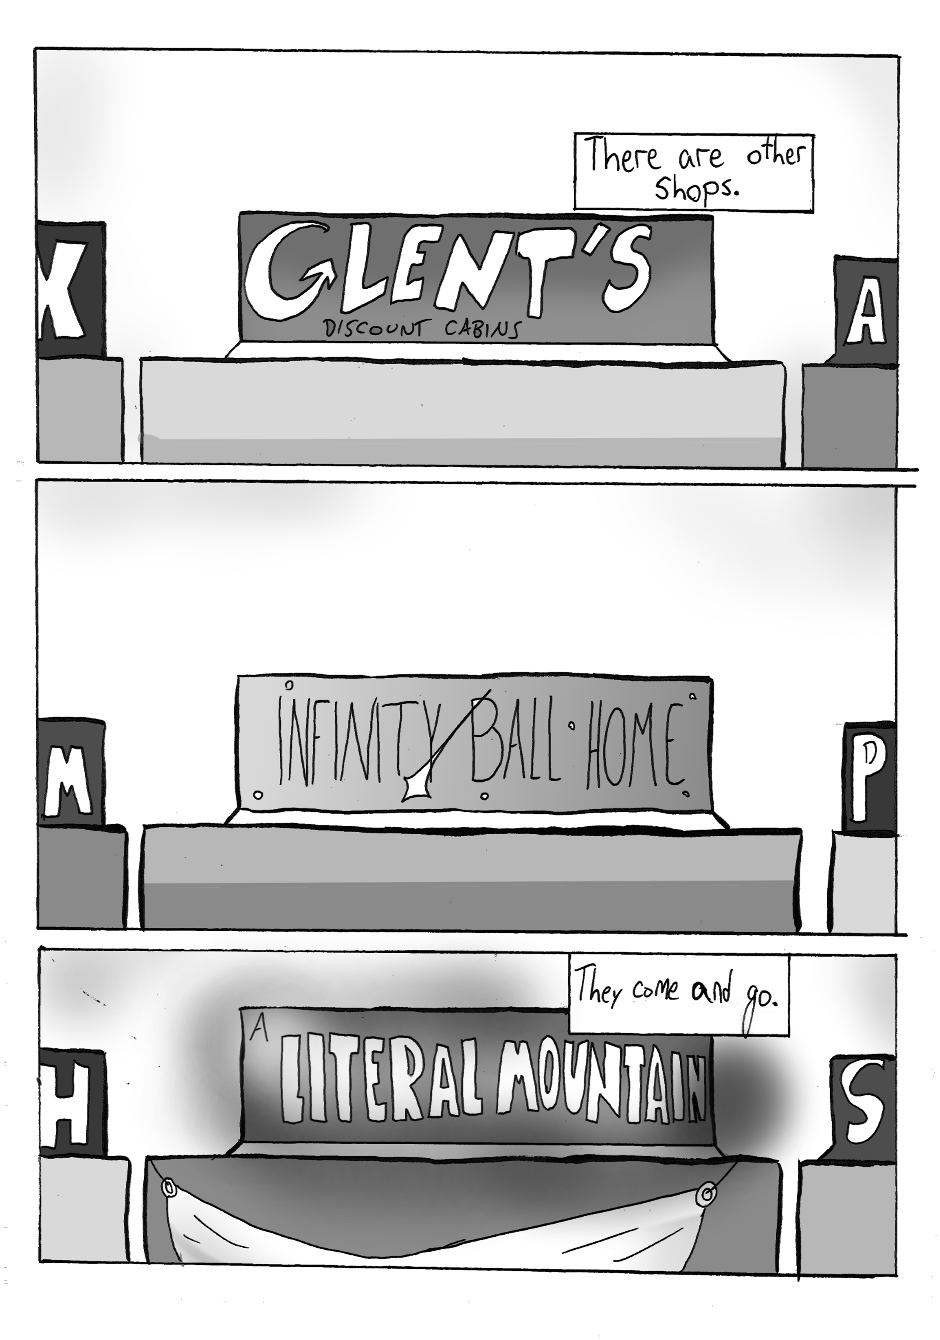 There are other
shops.
K
GLENT'S
DISCOUNT CABINS
A
M
INFINITY BALL HOME
P
They come and go.
A
LITERAL MOUNTAIN
H
S